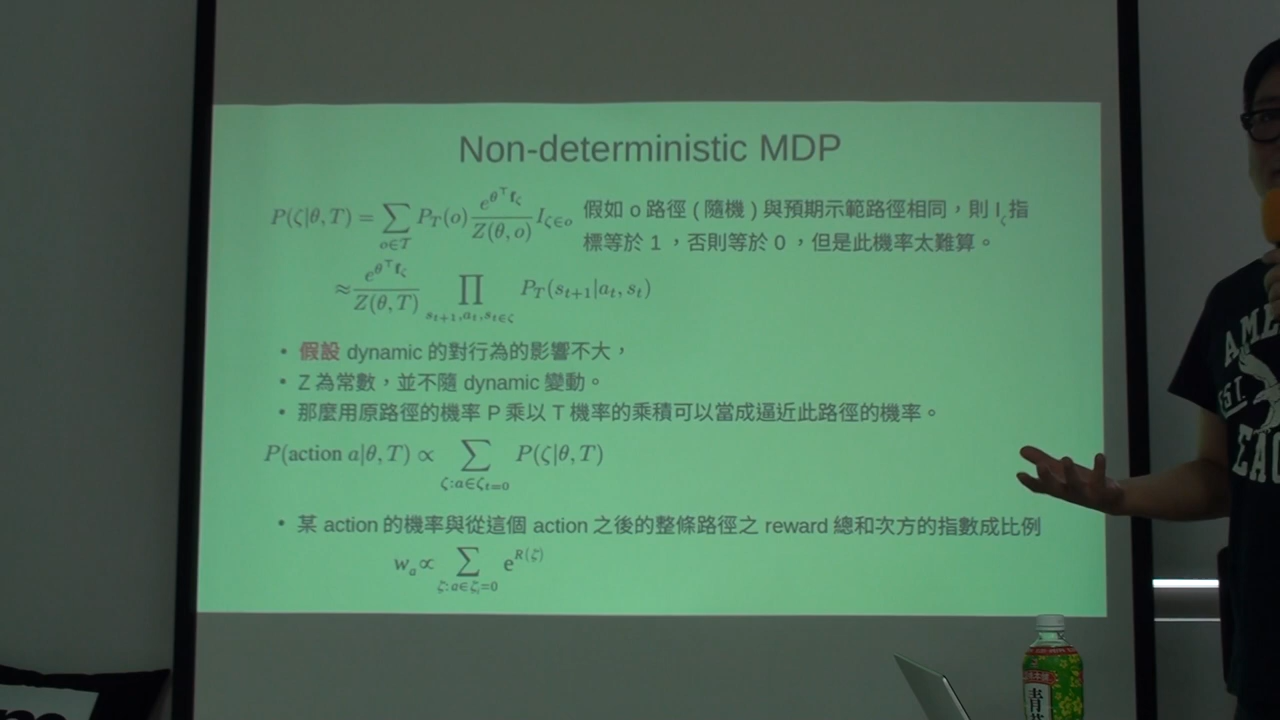 Non-deterministic MDP
P(ζ|θ,T) = ∑_{o∈𝒯} P_T(o) e^{θ^⊤ f_ζ} / Z(θ,o) I_{ζ∈o} 假如 o 路徑 ( 隨機 ) 與預期示範路徑相同,則 I_ζ 指
標等於 1 ,否則等於 0 ,但是此機率太難算。
≈ e^{θ^⊤ f_ζ} / Z(θ,T) ∏_{s_{t+1},a_t,s_t∈ζ} P_T(s_{t+1}|a_t,s_t)
• 假設 dynamic 的對行為的影響不大,
• Z 為常數,並不隨 dynamic 變動。
• 那麼用原路徑的機率 P 乘以 T 機率的乘積可以當成逼近此路徑的機率。
P(action a|θ,T) ∝ ∑_{ζ:a∈ζ_{t=0}} P(ζ|θ,T)
• 某 action 的機率與從這個 action 之後的整條路徑之 reward 總和次方的指數成比例
w_a ∝ ∑_{ζ:a∈ζ_t=0} e^{R(ζ)}
EST.
青